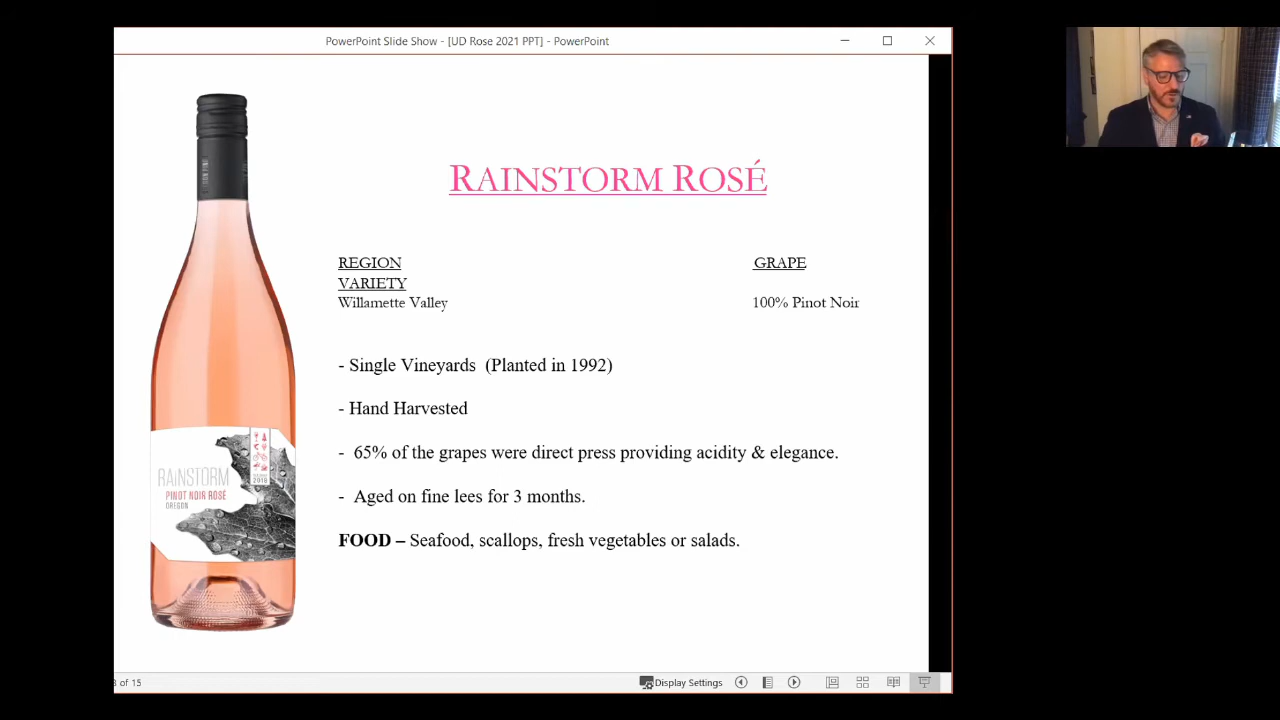 PowerPoint Slide Show - [UD Rose 2021 PPT] - PowerPoint
RAINSTORM ROSÉ
REGION GRAPE
VARIETY
Willamette Valley 100% Pinot Noir
- Single Vineyards (Planted in 1992)
- Hand Harvested
- 65% of the grapes were direct press providing acidity & elegance.
- Aged on fine lees for 3 months.
FOOD – Seafood, scallops, fresh vegetables or salads.
RAiNSTORM
PINOT NOIR ROSÉ
OREGON
2018
of 15
Display Settings